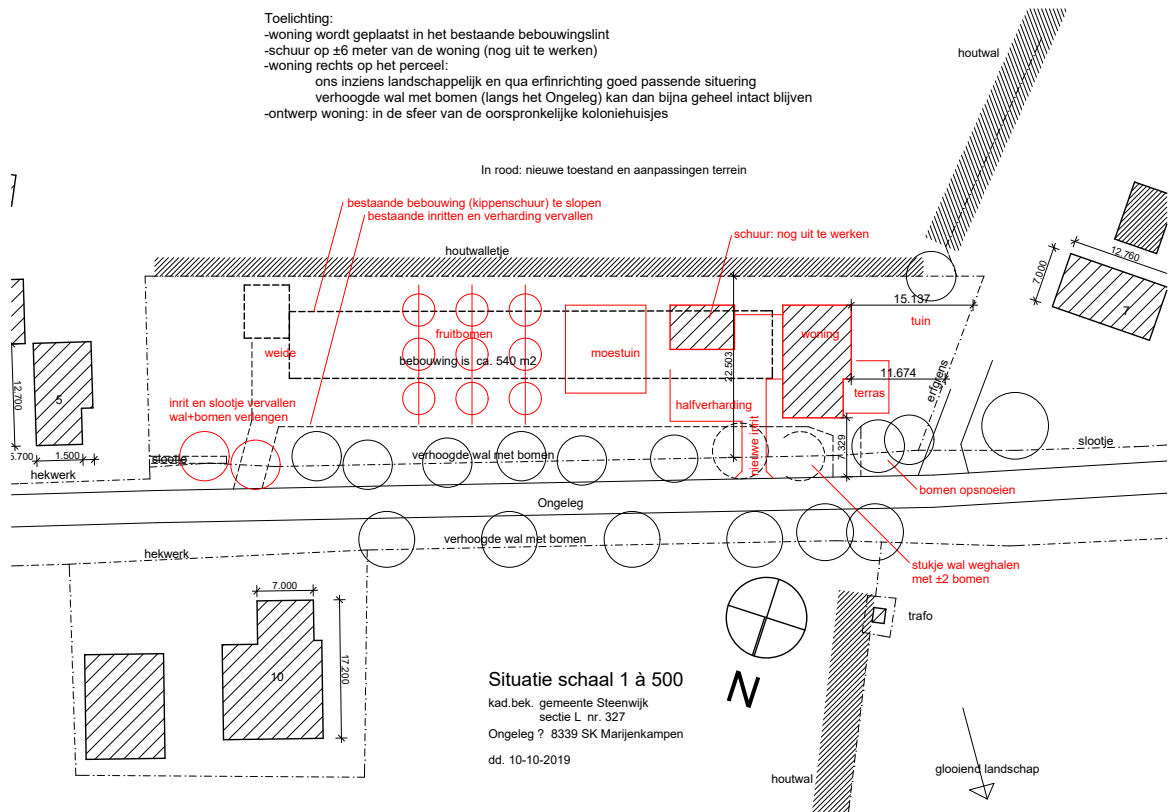 Toelichting:
-woning wordt geplaatst in het bestaande bebouwingslint
-schuur op ±6 meter van de woning (nog uit te werken)
-woning rechts op het perceel:
ons inziens landschappelijk en qua erfinrichting goed passende situering
verhoogde wal met bomen (langs het Ongeleg) kan dan bijna geheel intact blijven
-ontwerp woning: in de sfeer van de oorspronkelijke koloniehuisjes
houtwal
In rood: nieuwe toestand en aanpassingen terrein
bestaande bebouwing (kippenschuur) te slopen
bestaande inritten en verharding vervallen
schuur: nog uit te werken
houtwalletje
12.760
7.000
7
15.137
tuin
fruitbomen
woning
weide
bebouwing is ca. 540 m2
moestuin
22.503
11.674
erfgrens
terras
12.700
5
inrit en slootje vervallen
wal+bomen verlengen
halfverharding
nieuwe inrit
7.329
5.700
1.500
slootje
verhoogde wal met bomen
slootje
hekwerk
bomen opsnoeien
Ongeleg
verhoogde wal met bomen
hekwerk
stukje wal weghalen
met ±2 bomen
7.000
trafo
17.200
10
N
Situatie schaal 1 à 500
kad.bek. gemeente Steenwijk
sectie L nr. 327
Ongeleg ? 8339 SK Marijenkampen
dd. 10-10-2019
houtwal
glooiend landschap